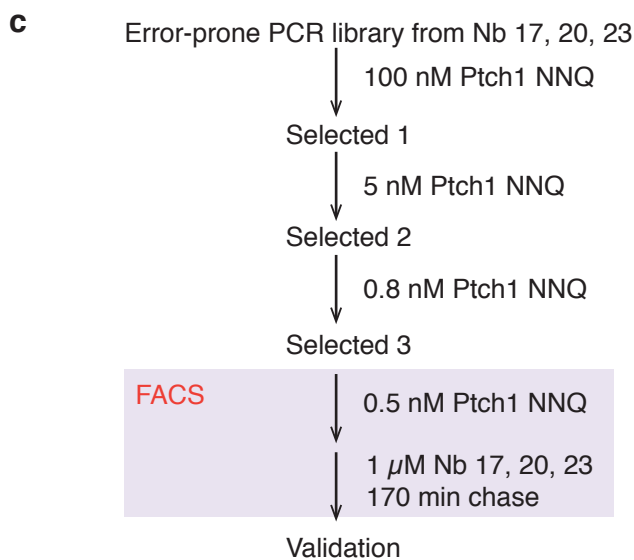 c
Error-prone PCR library from Nb 17, 20, 23
100 nM Ptch1 NNQ
Selected 1
5 nM Ptch1 NNQ
Selected 2
0.8 nM Ptch1 NNQ
Selected 3
FACS
0.5 nM Ptch1 NNQ
1 μM Nb 17, 20, 23
170 min chase
Validation